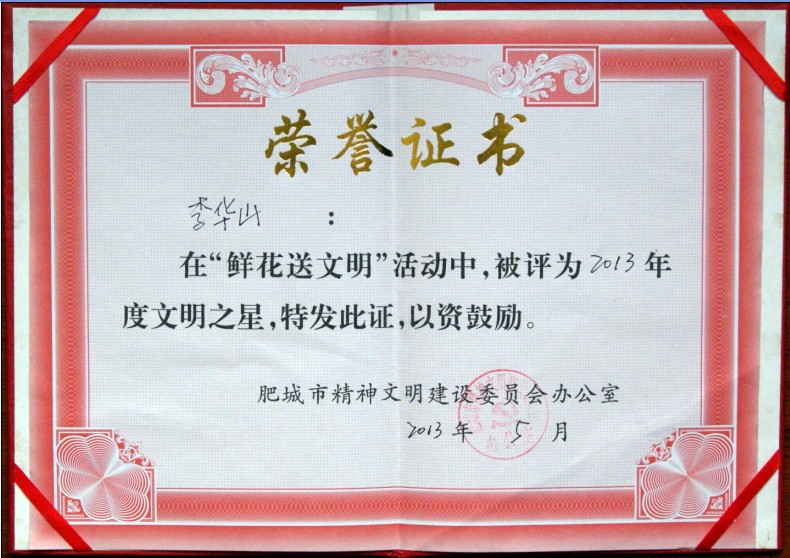 荣誉证书
李华山：
在“鲜花送文明”活动中，被评为2013年
度文明之星，特发此证，以资鼓励。
肥城市精神文明建设委员会办公室
2013年 5月